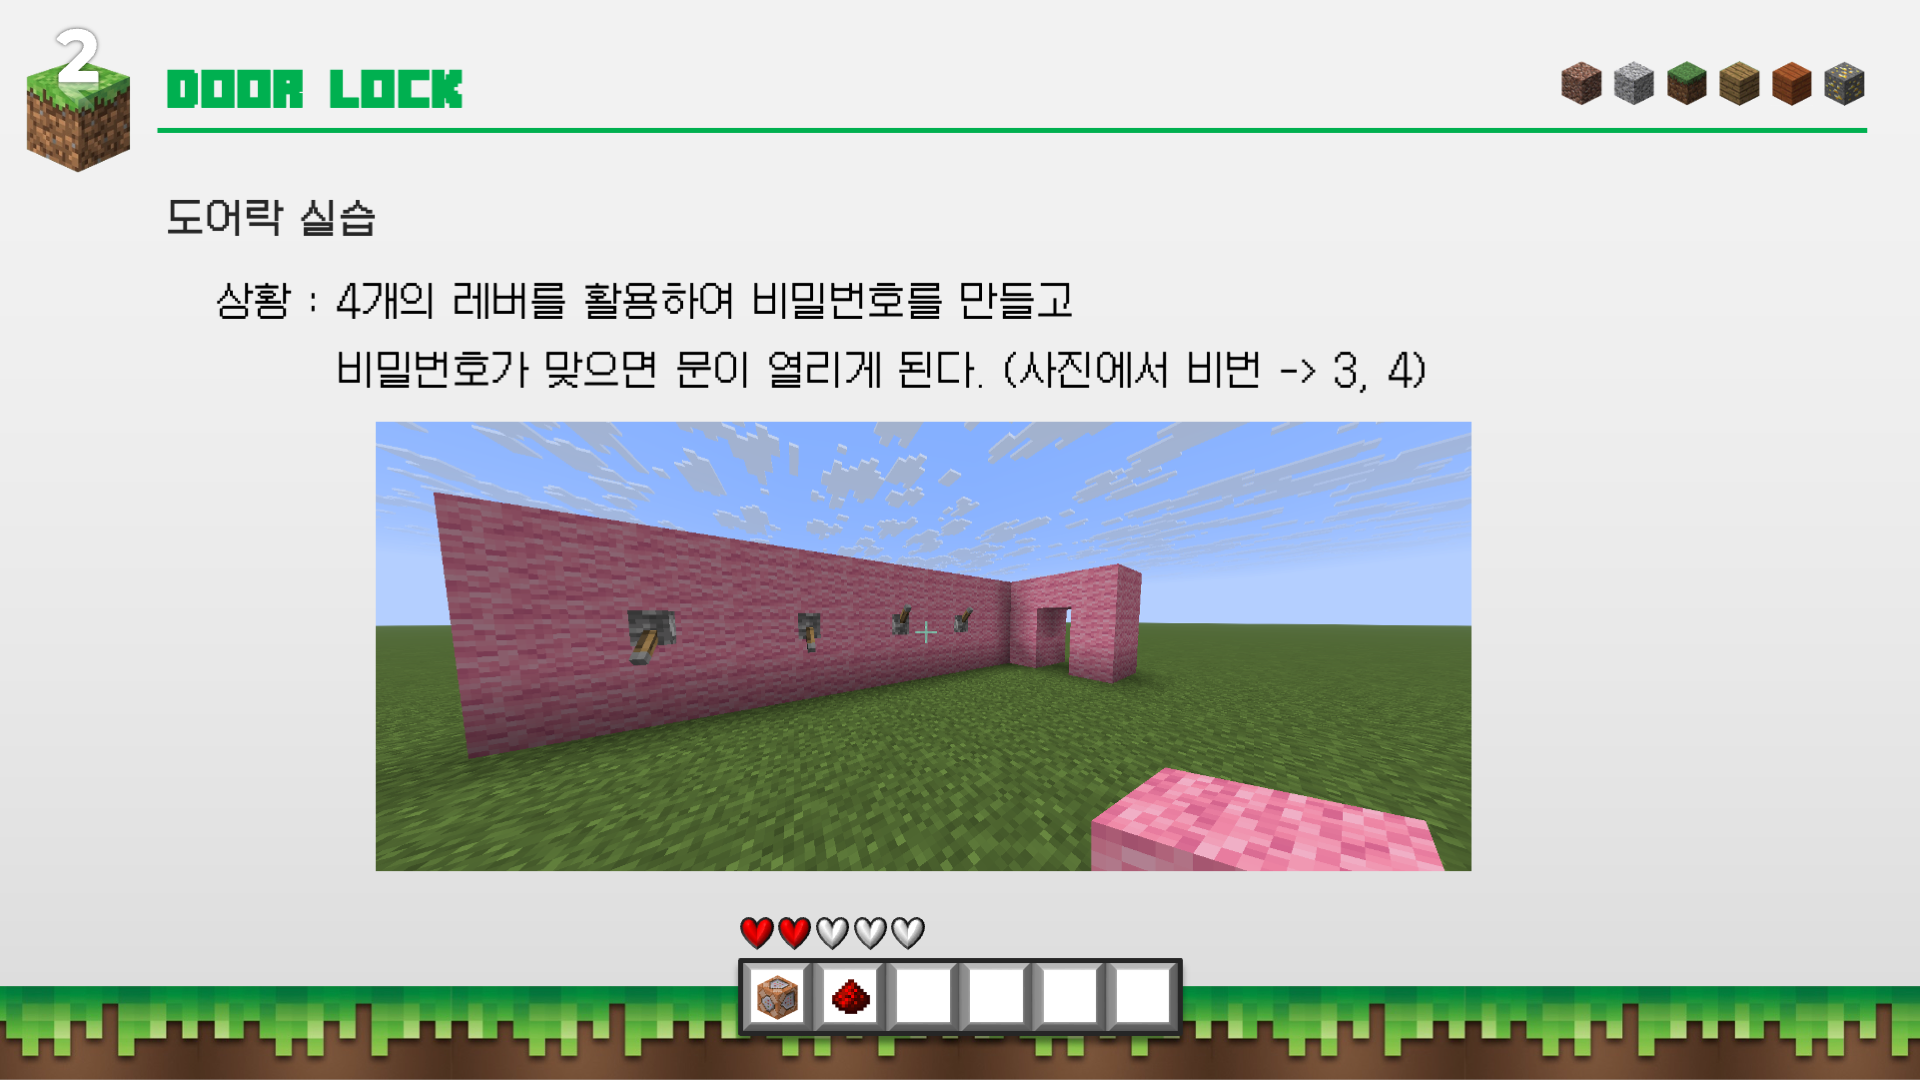 2
DOOR LOCK
도어락 실습
상황 : 4개의 레버를 활용하여 비밀번호를 만들고
비밀번호가 맞으면 문이 열리게 된다. (사진에서 비번 -> 3, 4)